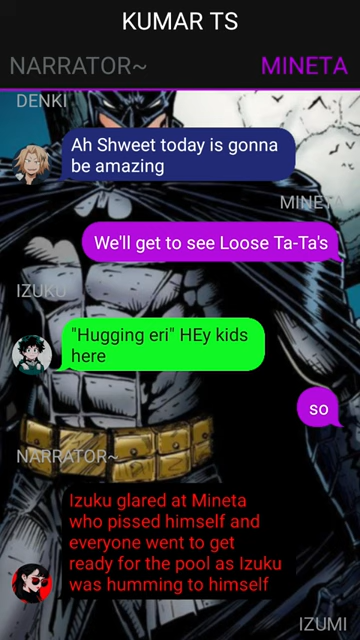 KUMAR TS
NARRATOR~
MINETA
DENKI
Ah Shweet today is gonna
be amazing
MINETA
We'll get to see Loose Ta-Ta's
IZUKU
"Hugging eri" HEy kids
here
so
NARRATOR~
Izuku glared at Mineta
who pissed himself and
everyone went to get
ready for the pool as Izuku
was humming to himself
IZUMI